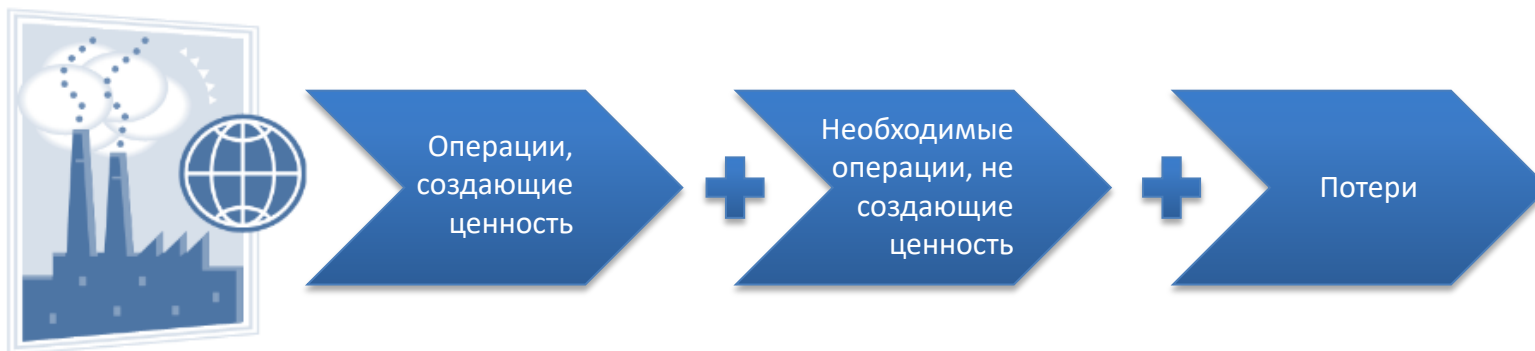 Операции,
создающие
ценность
Необходимые
операции, не
создающие
ценность
Потери